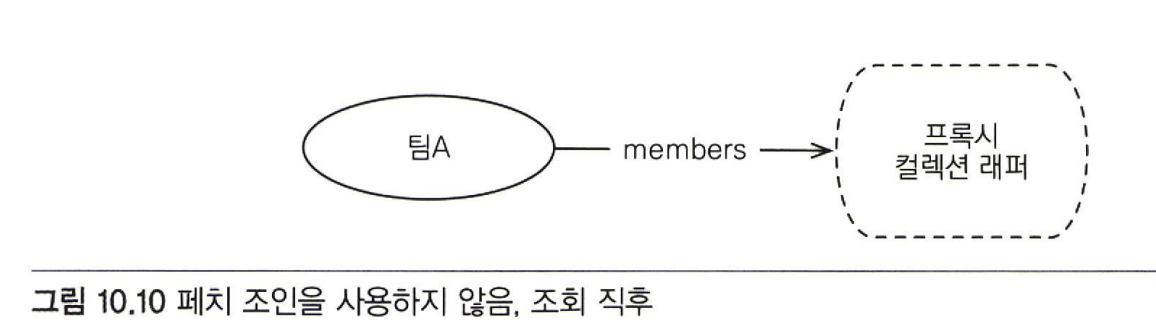 팀A
members
프록시
컬렉션 래퍼
그림 10.10 페치 조인을 사용하지 않음, 조회 직후